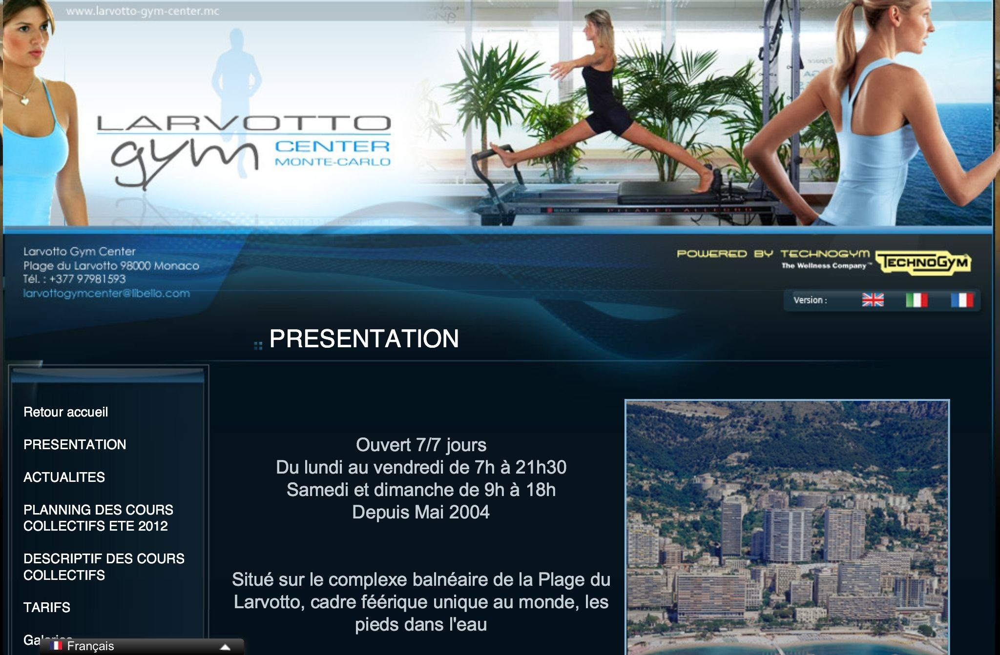 www.larvotto-gym-center.mc
LARVOTTO
gym CENTER
MONTE-CARLO
PILATES ALLEGRO
Larvotto Gym Center
Plage du Larvotto 98000 Monaco
Tél. : +377 97981593
larvottogymcenter@libello.com
POWERED BY TECHNOGYM
The Wellness Company™
TECHNOGYM
Version :
PRESENTATION
Retour accueil
PRESENTATION
ACTUALITES
PLANNING DES COURS
COLLECTIFS ETE 2012
DESCRIPTIF DES COURS
COLLECTIFS
TARIFS
Galeries
Français
Ouvert 7/7 jours
Du lundi au vendredi de 7h à 21h30
Samedi et dimanche de 9h à 18h
Depuis Mai 2004
Situé sur le complexe balnéaire de la Plage du
Larvotto, cadre féérique unique au monde, les
pieds dans l'eau